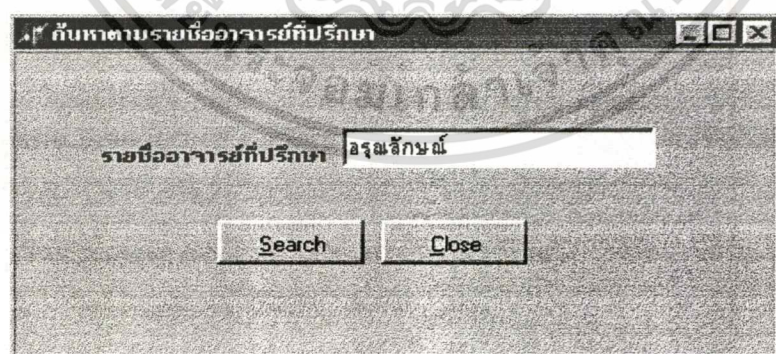 ค้นหาตามรายชื่ออาจารย์ที่ปรึกษา
รายชื่ออาจารย์ที่ปรึกษา
อรุณลักษณ์
Search
Close